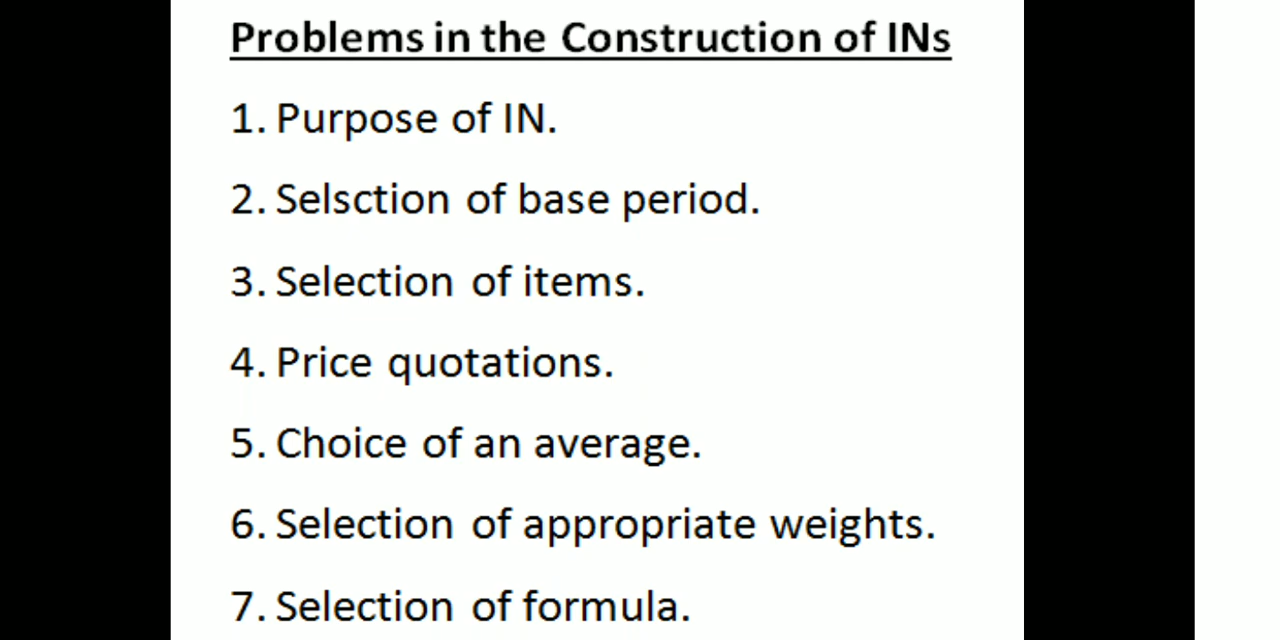 Problems in the Construction of INs
1. Purpose of IN.
2. Selsction of base period.
3. Selection of items.
4. Price quotations.
5. Choice of an average.
6. Selection of appropriate weights.
7. Selection of formula.